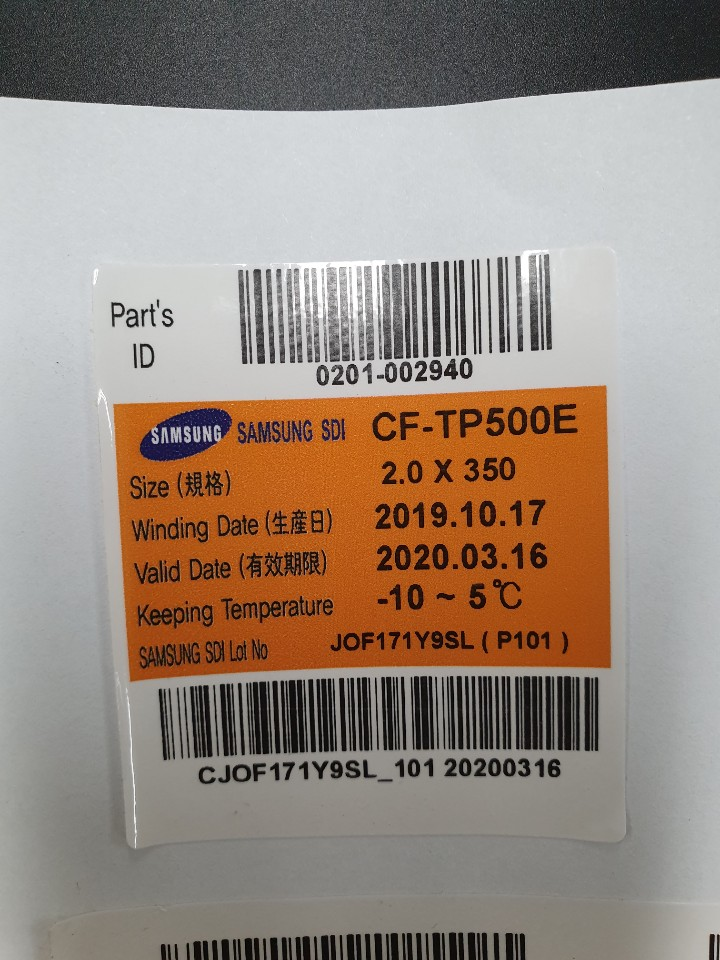 Part's
ID
0201-002940
SAMSUNG SAMSUNG SDI CF-TP500E
Size (規格) 2.0 X 350
Winding Date (生産日) 2019.10.17
Valid Date (有效期限) 2020.03.16
Keeping Temperature -10 ~ 5℃
SAMSUNG SDI Lot No JOF171Y9SL ( P101 )
CJOF171Y9SL_101 20200316